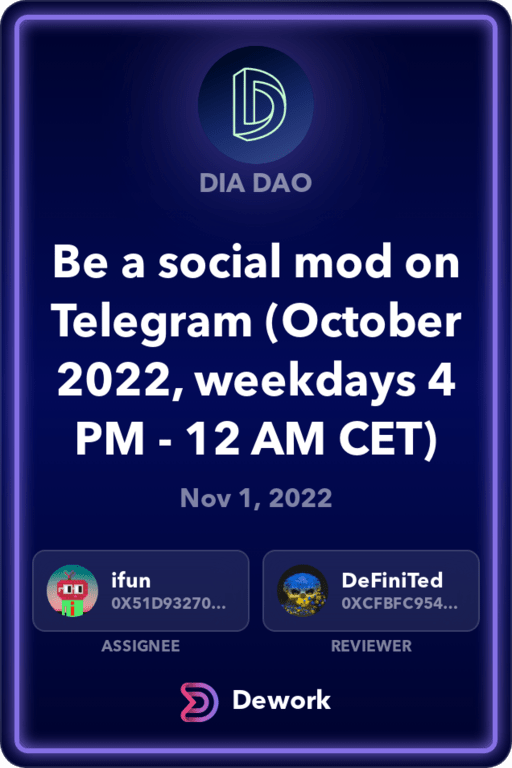 DIA DAO
Be a social mod on
Telegram (October
2022, weekdays 4
PM - 12 AM CET)
Nov 1, 2022
ifun
0X51D93270...
ASSIGNEE
DeFiniTed
0XCFBFC954...
REVIEWER
Dework